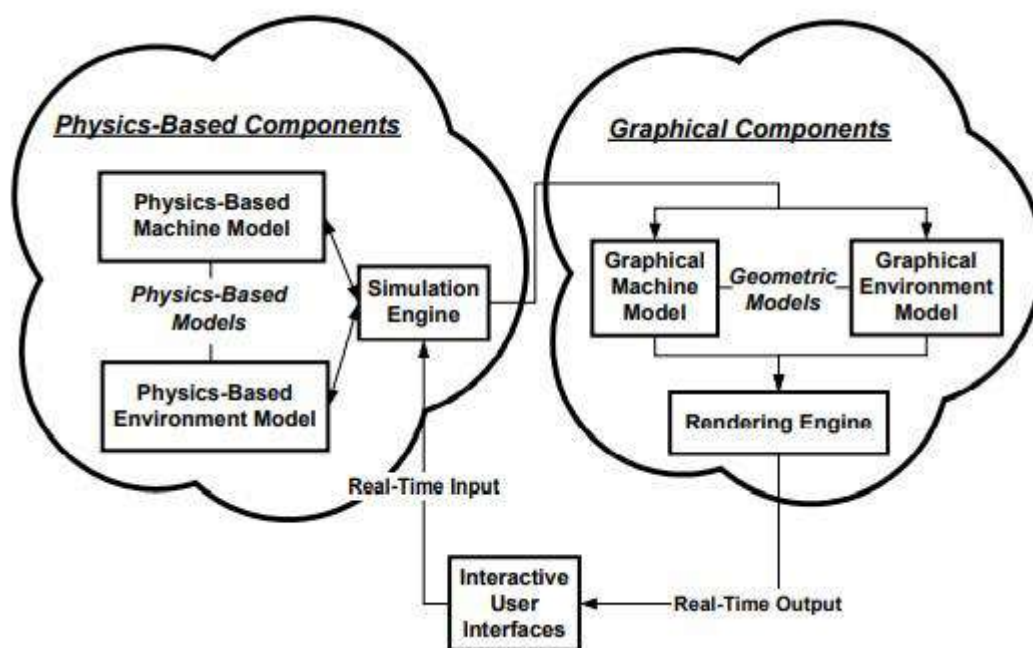 Physics-Based Components
Physics-Based
Machine Model
Physics-Based
Models
Physics-Based
Environment Model
Simulation
Engine
Graphical Components
Graphical
Machine
Model
Geometric
Models
Graphical
Environment
Model
Rendering Engine
Real-Time Input
Interactive
User
Interfaces
Real-Time Output